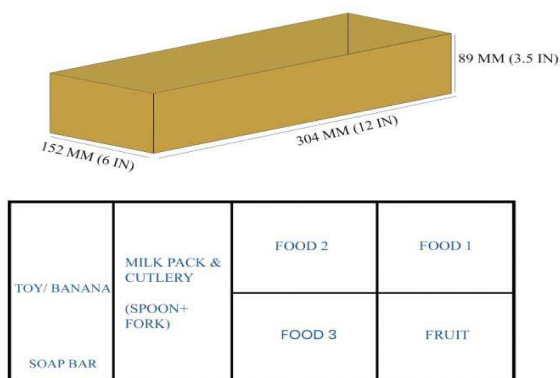 89 MM (3.5 IN)
152 MM (6 IN)
304 MM (12 IN)
TOY/ BANANA
SOAP BAR
MILK PACK &
CUTLERY
(SPOON+
FORK)
FOOD 2
FOOD 1
FOOD 3
FRUIT